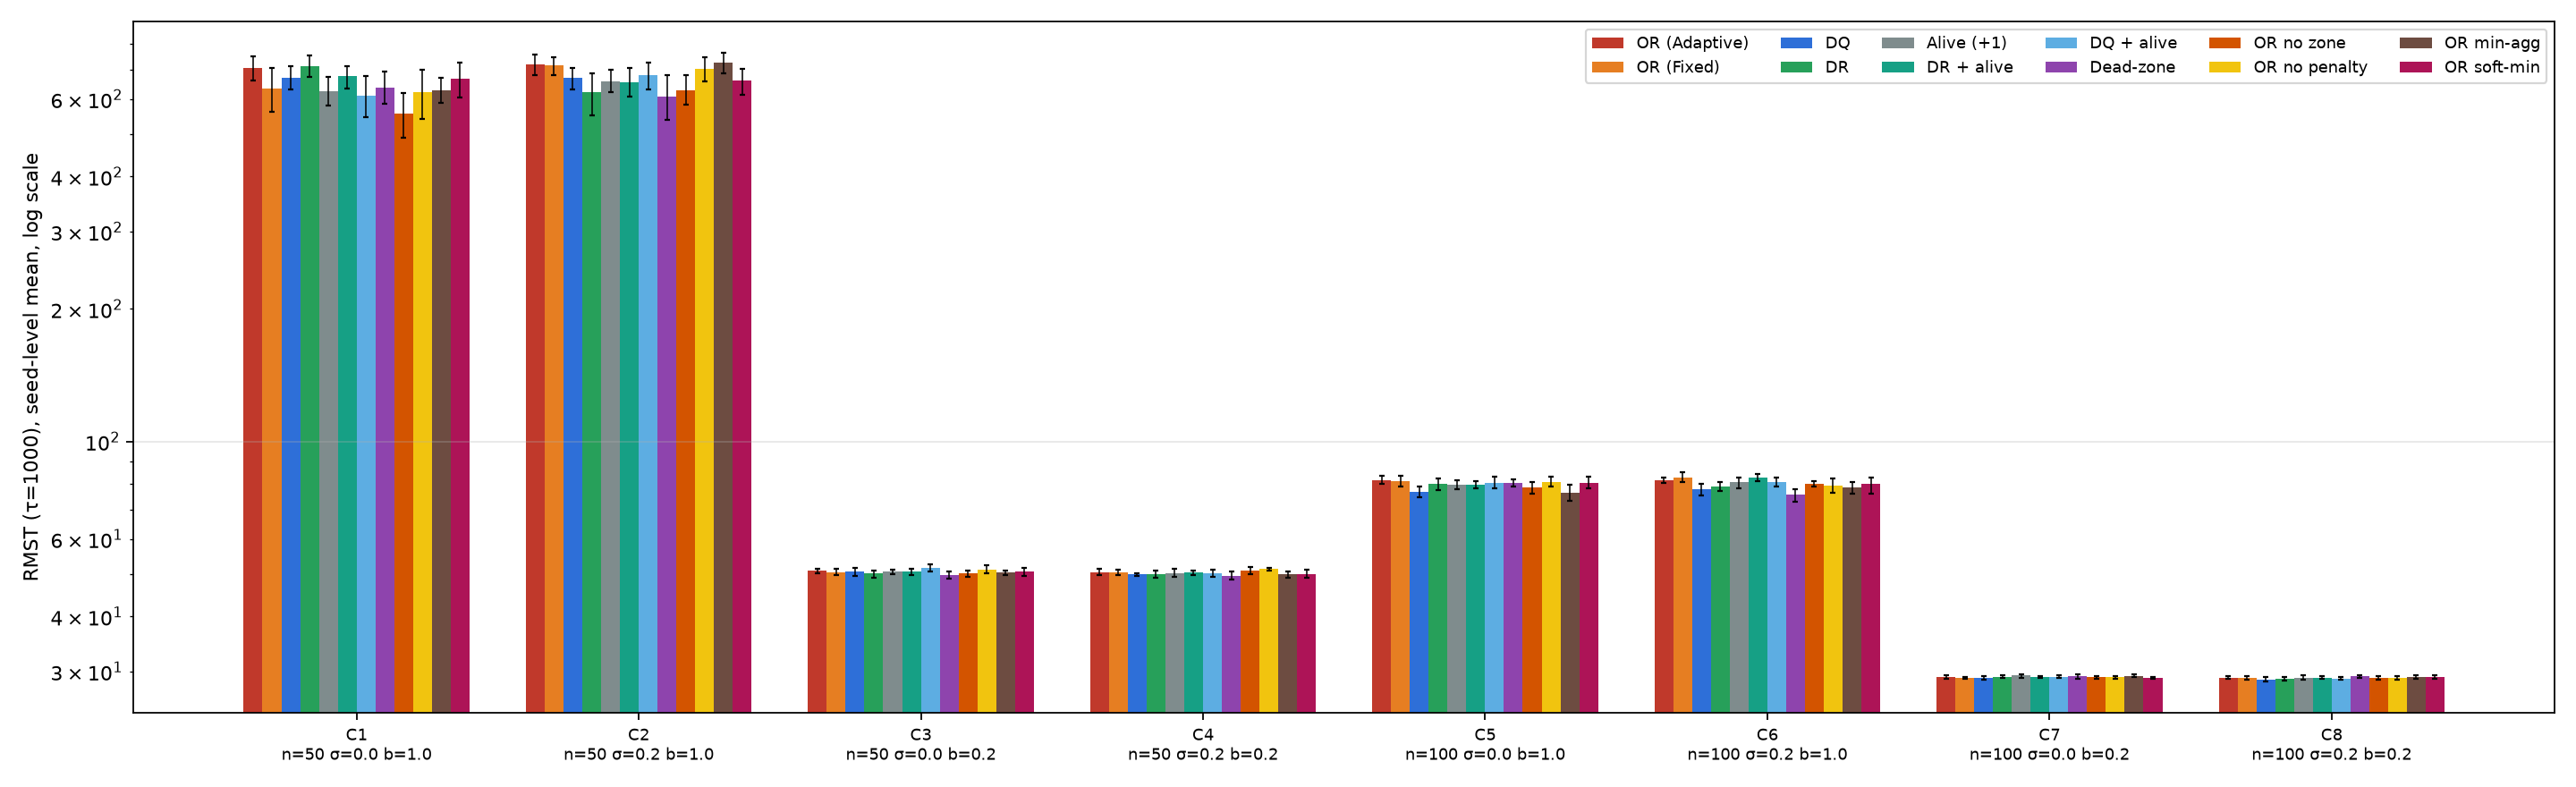 RMST (τ=1000), seed-level mean, log scale
6 × 10²
4 × 10²
3 × 10²
2 × 10²
10²
6 × 10¹
4 × 10¹
3 × 10¹
OR (Adaptive) DQ Alive (+1) DQ + alive OR no zone OR min-agg
OR (Fixed) DR DR + alive Dead-zone OR no penalty OR soft-min
C1 C2 C3 C4 C5 C6 C7 C8
n=50 σ=0.0 b=1.0 n=50 σ=0.2 b=1.0 n=50 σ=0.0 b=0.2 n=50 σ=0.2 b=0.2 n=100 σ=0.0 b=1.0 n=100 σ=0.2 b=1.0 n=100 σ=0.0 b=0.2 n=100 σ=0.2 b=0.2